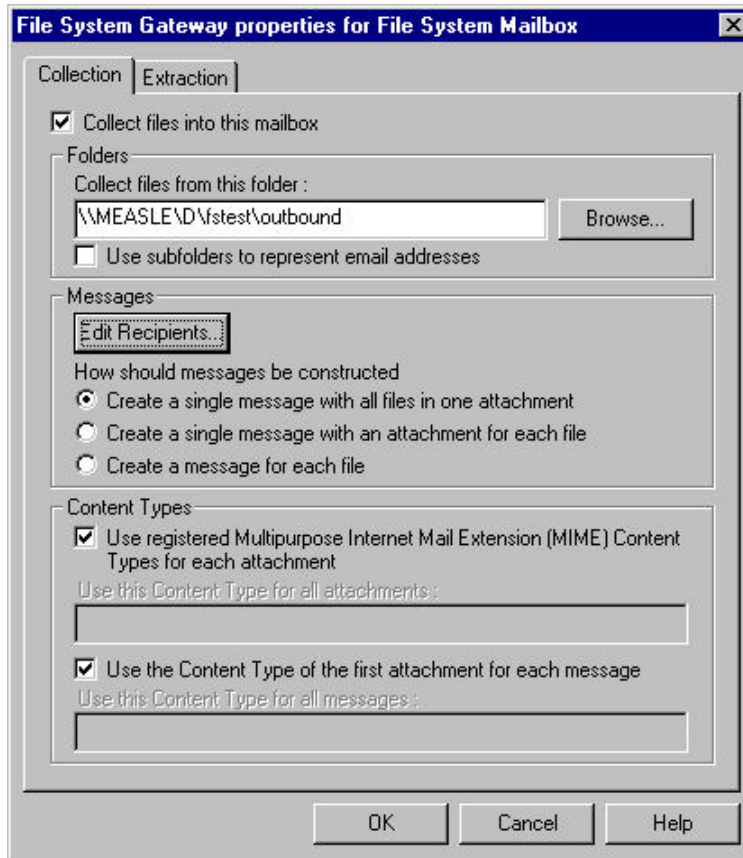 File System Gateway properties for File System Mailbox
Collection
Extraction
Collect files into this mailbox
Folders
Collect files from this folder :
\\MEASLE\D\fstest\outbound
Browse...
Use subfolders to represent email addresses
Messages
Edit Recipients...
How should messages be constructed
Create a single message with all files in one attachment
Create a single message with an attachment for each file
Create a message for each file
Content Types
Use registered Multipurpose Internet Mail Extension (MIME) Content
Types for each attachment
Use this Content Type for all attachments :
Use the Content Type of the first attachment for each message
Use this Content Type for all messages :
OK
Cancel
Help